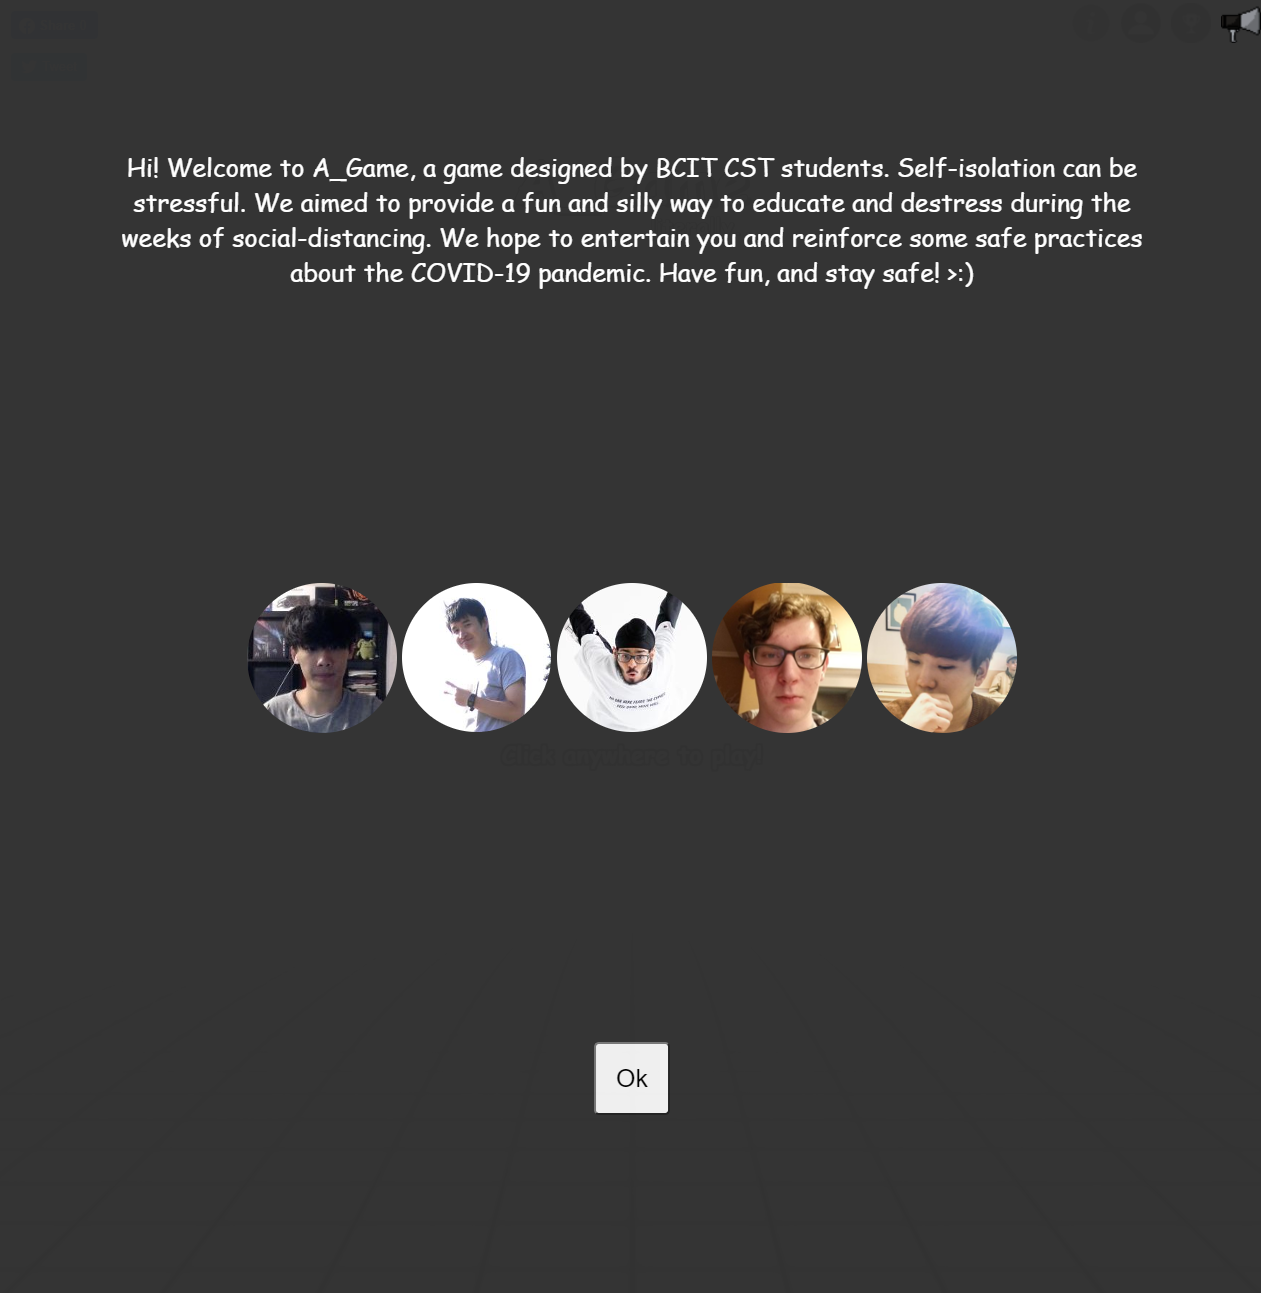 Hi! Welcome to A_Game, a game designed by BCIT CST students. Self-isolation can be
stressful. We aimed to provide a fun and silly way to educate and destress during the
weeks of social-distancing. We hope to entertain you and reinforce some safe practices
about the COVID-19 pandemic. Have fun, and stay safe! >:)
Click anywhere to play!
Ok